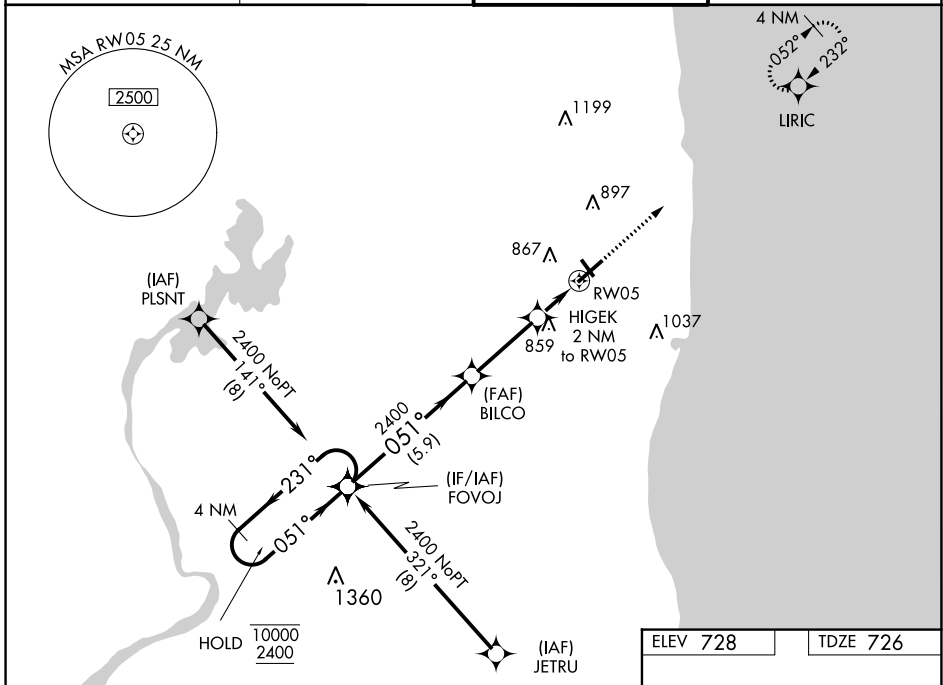 MSA RW05 25 NM
2500
4 NM
052°
232°
LIRIC
1199
897
867
RW05
HIGEK
2 NM
to RW05
859
1037
(IAF)
PLSNT
2400 NoPT
141°
(8)
(FAF)
BILCO
2400
051°
(5.9)
(IF/IAF)
FOVOJ
231°
4 NM
051°
2400 NoPT
321°
(8)
1360
HOLD
10000
2400
(IAF)
JETRU
ELEV 728
TDZE 726